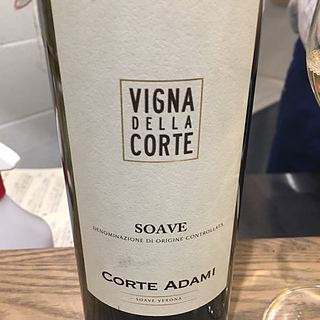 VIGNA
DELLA
CORTE
SOAVE
DENOMINAZIONE DI ORIGINE CONTROLLATA
CORTE ADAMI
SOAVE VERONA